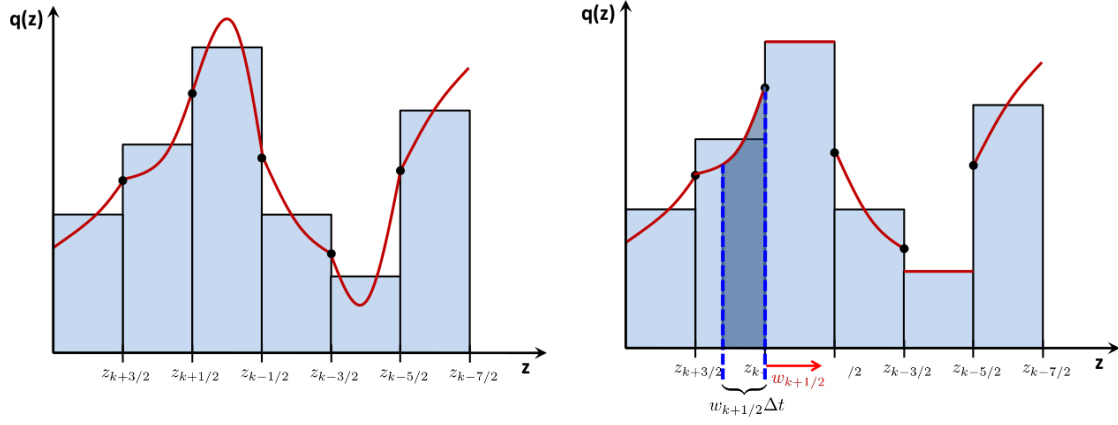 q(z)
z
z_{k+3/2} z_{k+1/2} z_{k-1/2} z_{k-3/2} z_{k-5/2} z_{k-7/2}
q(z)
z
z_{k+3/2} z_{k+ /2 z_{k-3/2} z_{k-5/2} z_{k-7/2}
w_{k+1/2}
w_{k+1/2}Δt